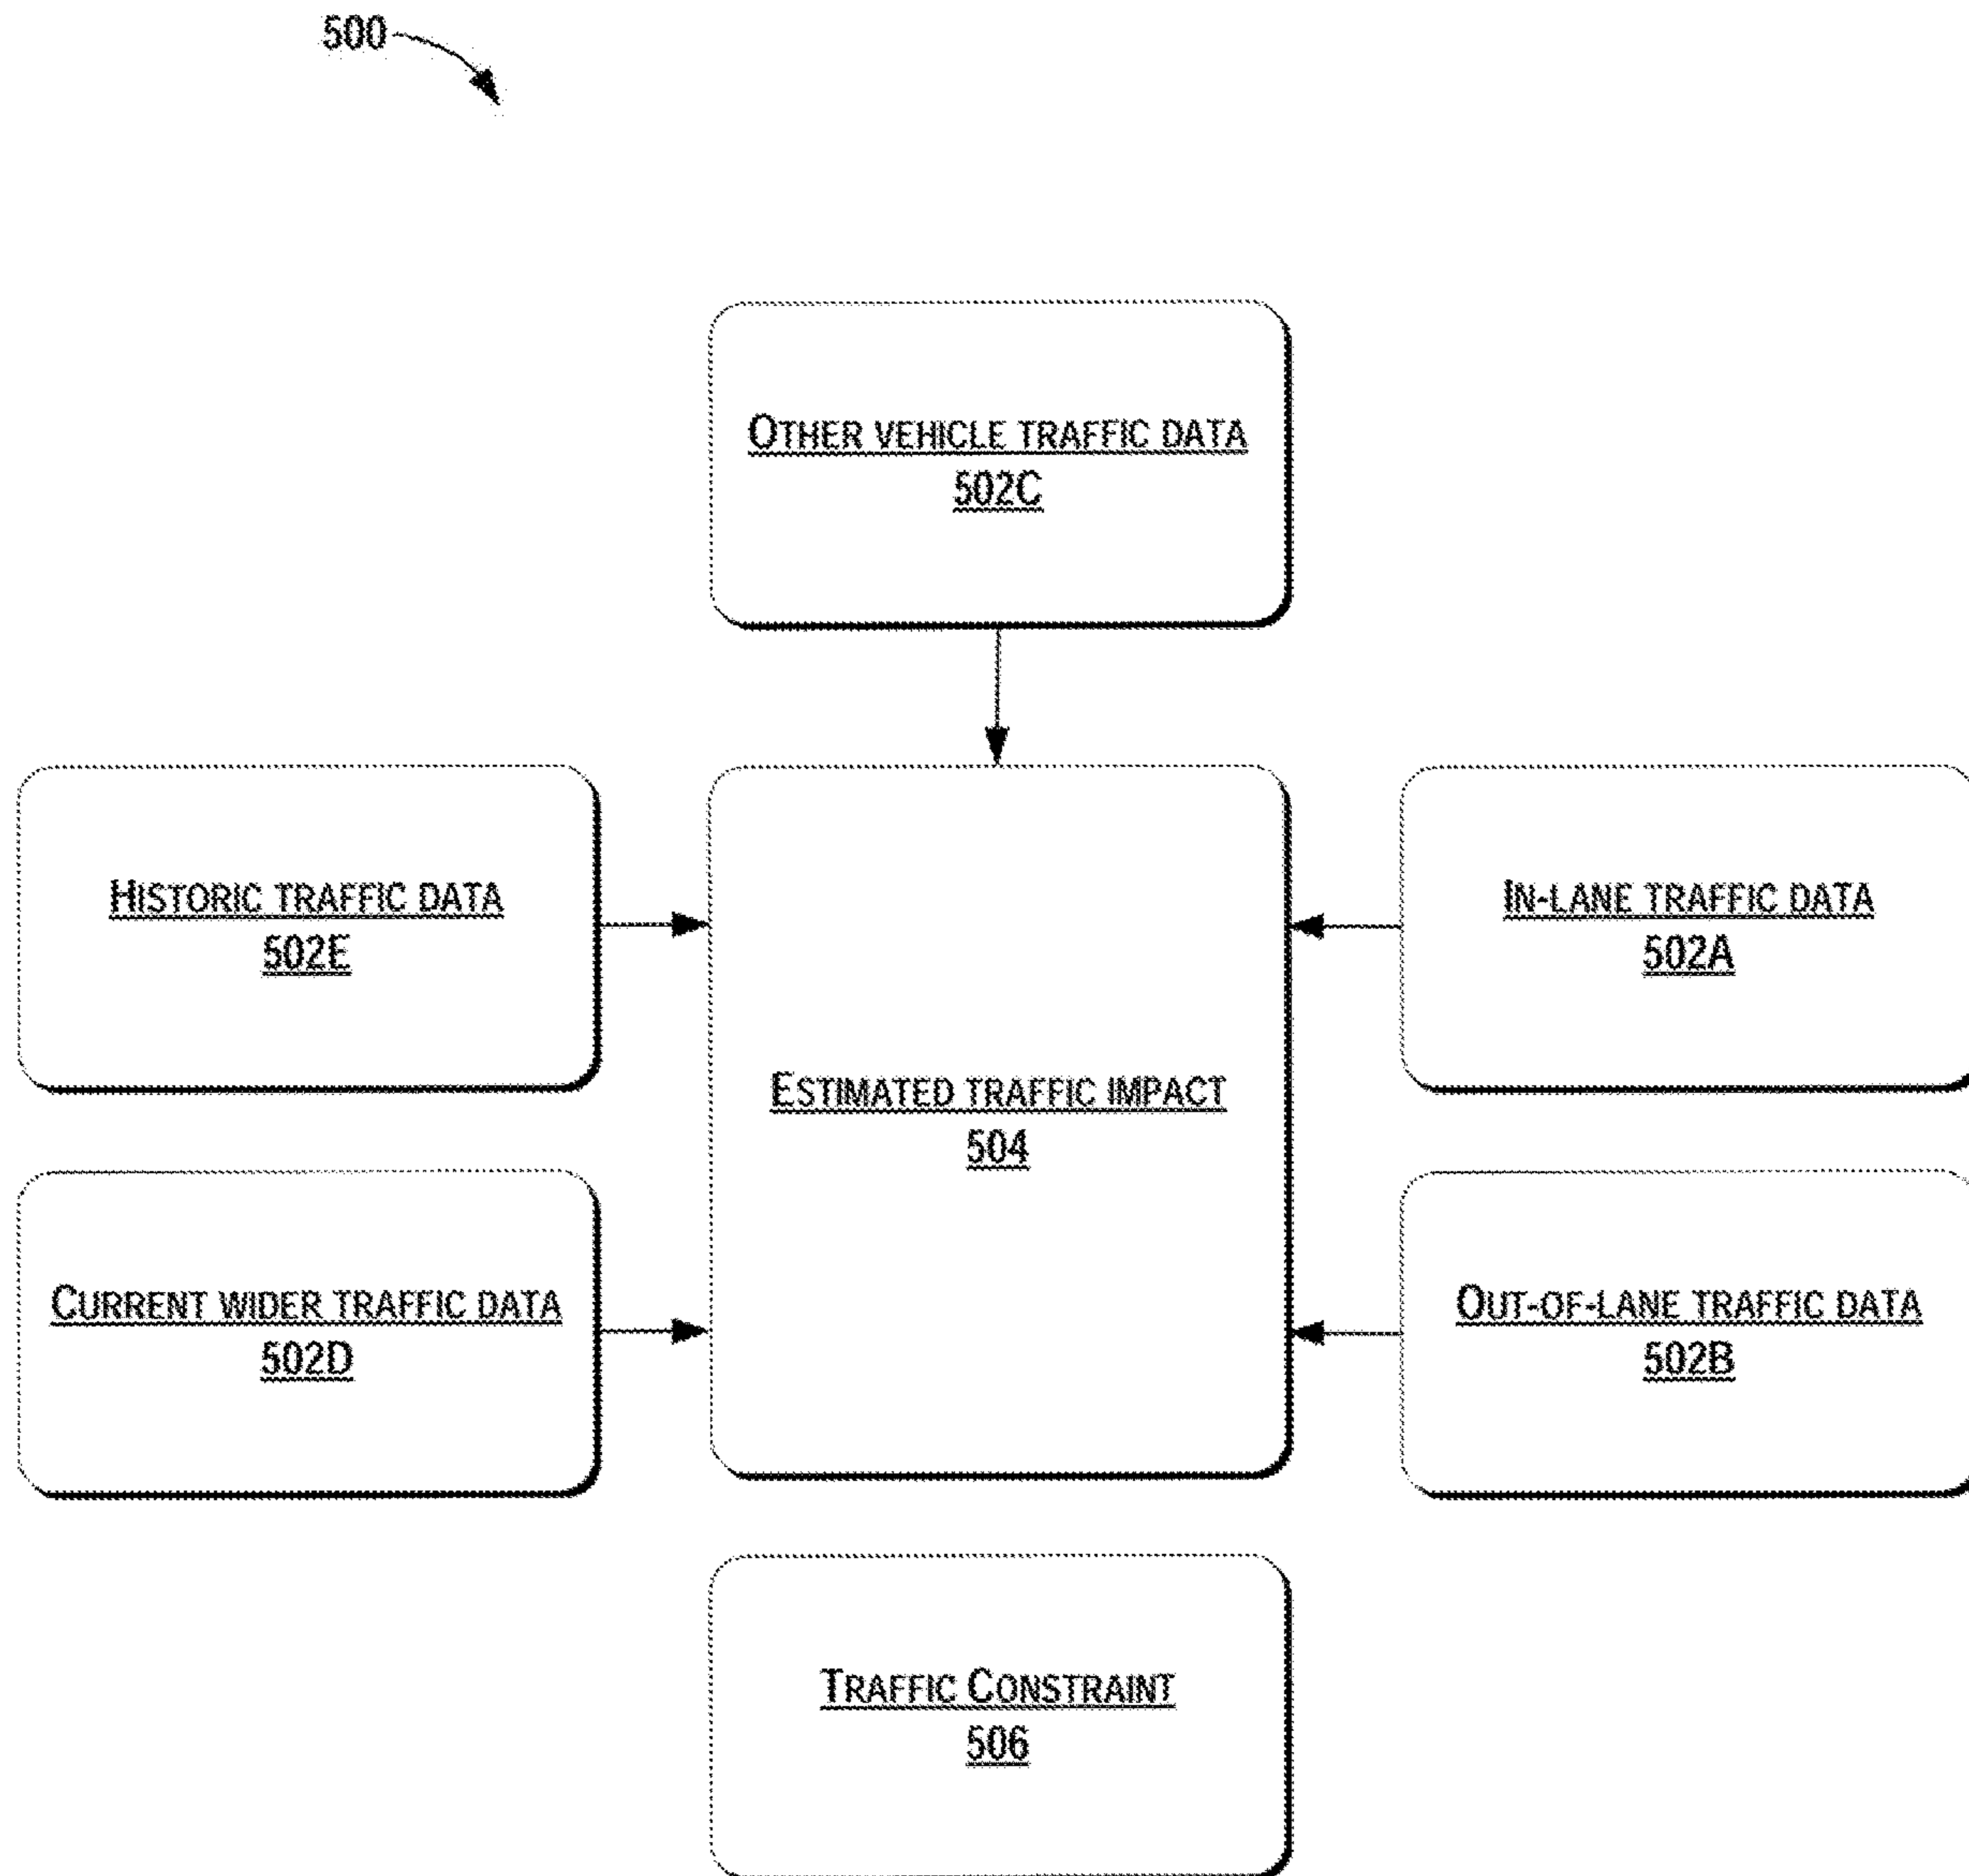 500
OTHER VEHICLE TRAFFIC DATA
502C
HISTORIC TRAFFIC DATA
502E
IN-LANE TRAFFIC DATA
502A
ESTIMATED TRAFFIC IMPACT
504
CURRENT WIDER TRAFFIC DATA
502D
OUT-OF-LANE TRAFFIC DATA
502B
TRAFFIC CONSTRAINT
506